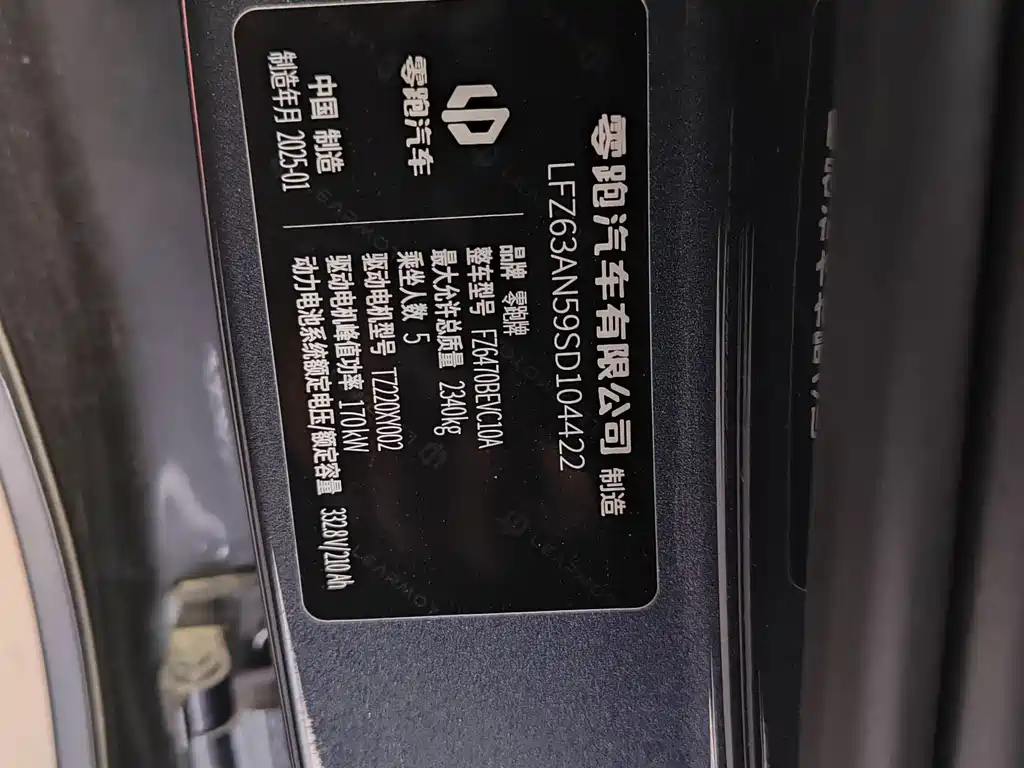 零跑汽车有限公司 制造
LFZ63AN59SD104422
零跑汽车
中国 制造
制造年月 2025-01
品牌 零跑牌
整车型号 FZ6470BEVC10A
最大允许总质量 2340kg
乘坐人数 5
驱动电机型号 TZ220XYX02
驱动电机峰值功率 170kW
动力电池系统额定电压/额定容量 332.8V/210Ah